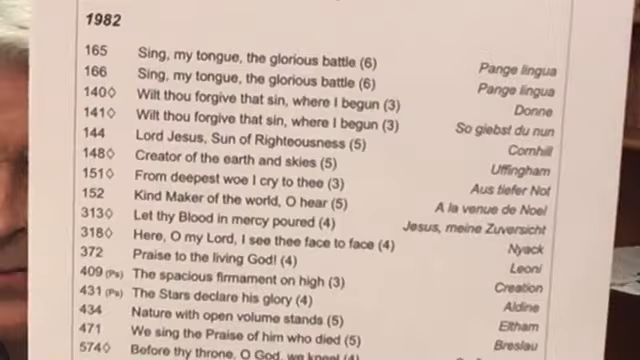 1982
165 Sing, my tongue, the glorious battle (6) Pange lingua
166 Sing, my tongue, the glorious battle (6) Pange lingua
140◊ Wilt thou forgive that sin, where I begun (3) Donne
141◊ Wilt thou forgive that sin, where I begun (3) So giebst du nun
144 Lord Jesus, Sun of Righteousness (5) Cornhill
148◊ Creator of the earth and skies (5) Uffingham
151◊ From deepest woe I cry to thee (3) Aus tiefer Not
152 Kind Maker of the world, O hear (5) A la venue de Noel
313◊ Let thy Blood in mercy poured (4) Jesus, meine Zuversicht
318◊ Here, O my Lord, I see thee face to face (4) Nyack
372 Praise to the living God! (4) Leoni
409 (Ps) The spacious firmament on high (3) Creation
431 (Ps) The Stars declare his glory (4) Aldine
434 Nature with open volume stands (5) Eltham
471 We sing the Praise of him who died (5) Breslau
574◊ Before thy throne, O God, we kneel (4)